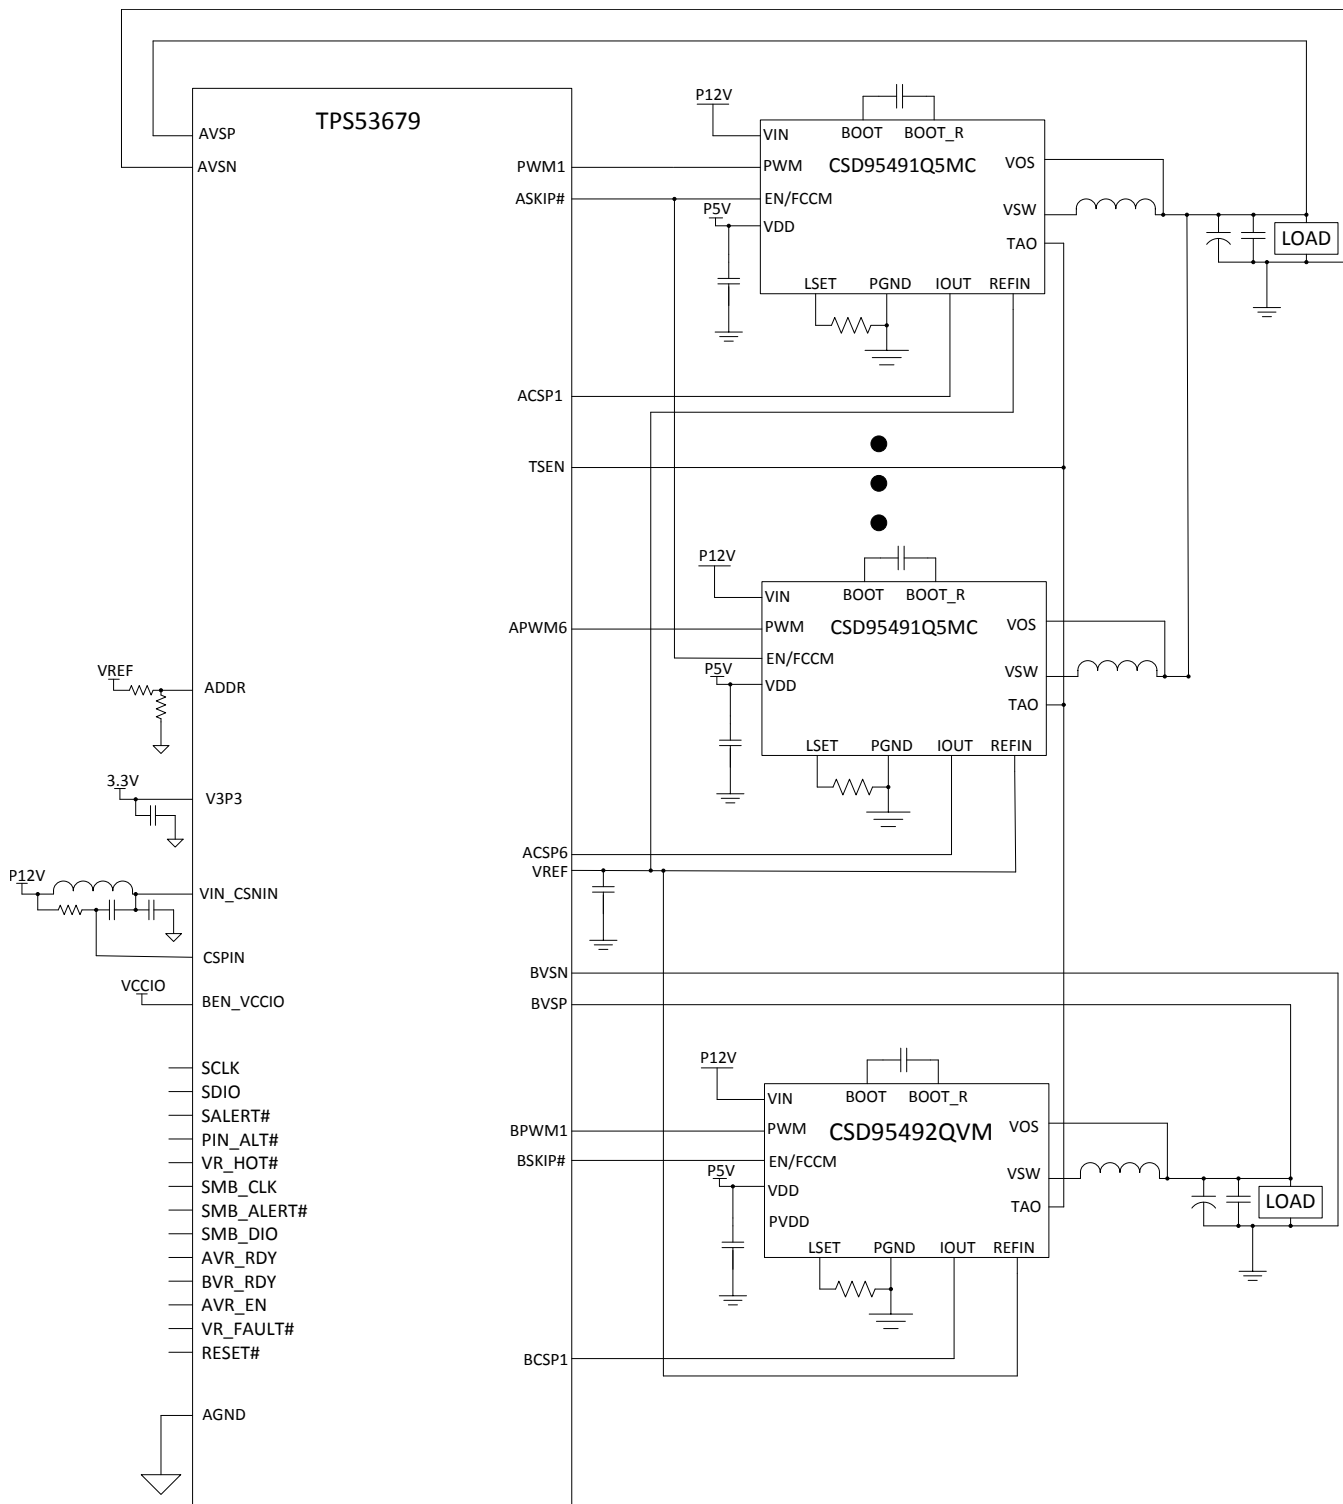 TPS53679
AVSP
AVSN
PWM1
ASKIP#
ACSP1
TSEN
APWM6
VREF
ADDR
3.3V
V3P3
ACSP6
VREF
P12V
VIN_CSNIN
CSPIN
VCCIO
BEN_VCCIO
BVSN
BVSP
SCLK
SDIO
SALERT#
PIN_ALT#
VR_HOT#
SMB_CLK
SMB_ALERT#
SMB_DIO
AVR_RDY
BVR_RDY
AVR_EN
VR_FAULT#
RESET#
BPWM1
BSKIP#
BCSP1
AGND
P12V
VIN
BOOT
BOOT_R
CSD95491Q5MC
PWM
EN/FCCM
P5V
VDD
VOS
VSW
TAO
LSET
PGND
IOUT
REFIN
LOAD
P12V
VIN
BOOT
BOOT_R
CSD95491Q5MC
PWM
EN/FCCM
P5V
VDD
VOS
VSW
TAO
LSET
PGND
IOUT
REFIN
P12V
VIN
BOOT
BOOT_R
CSD95492QVM
PWM
EN/FCCM
P5V
VDD
PVDD
VOS
VSW
TAO
LSET
PGND
IOUT
REFIN
LOAD